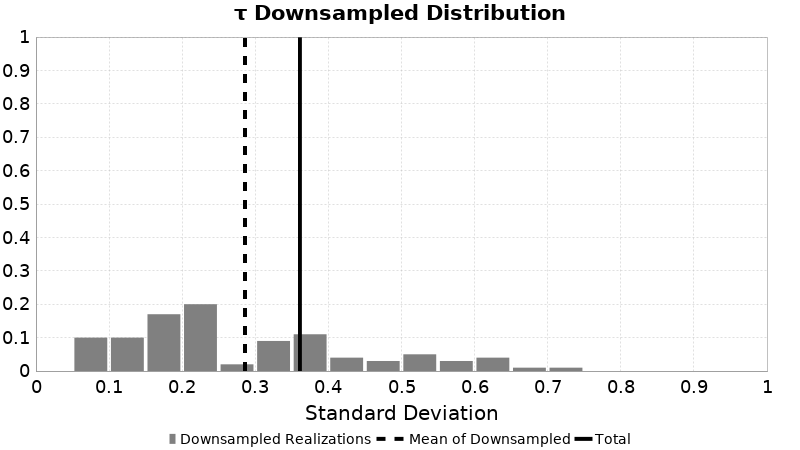 τ Downsampled Distribution
1
0.9
0.8
0.7
0.6
0.5
0.4
0.3
0.2
0.1
0
0 0.1 0.2 0.3 0.4 0.5 0.6 0.7 0.8 0.9 1
Standard Deviation
Downsampled Realizations Mean of Downsampled Total